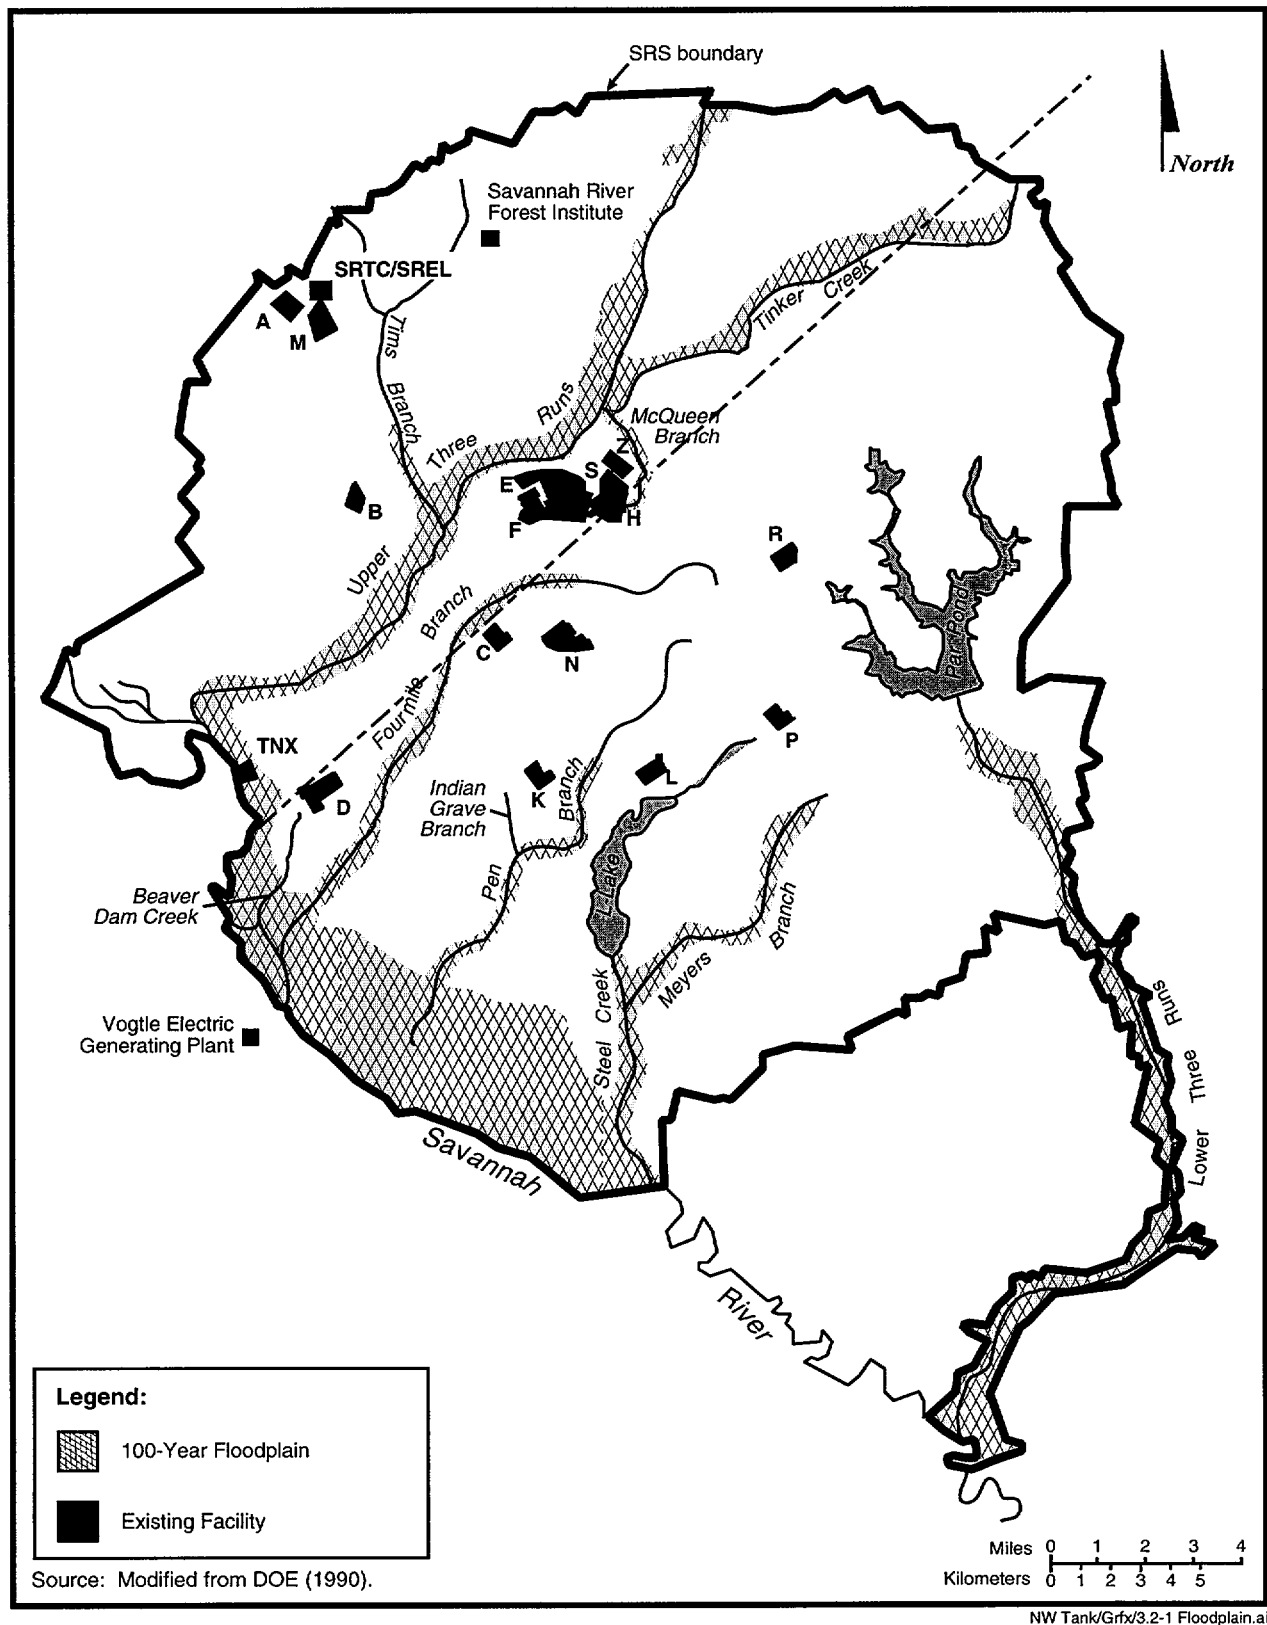 SRS boundary
North
Savannah River
Forest Institute
SRTC/SREL
A
M
Tims
Branch
Tinker Creek
Runs
Three
Upper
McQueen
Branch
Z
S
E
F
H
B
R
Par Pond
Branch
Fourmile
C
N
TNX
D
P
L
K
Indian
Grave
Branch
Branch
Pen
L-Lake
Beaver
Dam Creek
Branch
Meyers
Steel Creek
Vogtle Electric
Generating Plant
Runs
Three
Lower
Savannah
River
Legend:
100-Year Floodplain
Existing Facility
Miles 0 1 2 3 4
Kilometers 0 1 2 3 4 5
Source: Modified from DOE (1990).
NW Tank/Grfx/3.2-1 Floodplain.ai